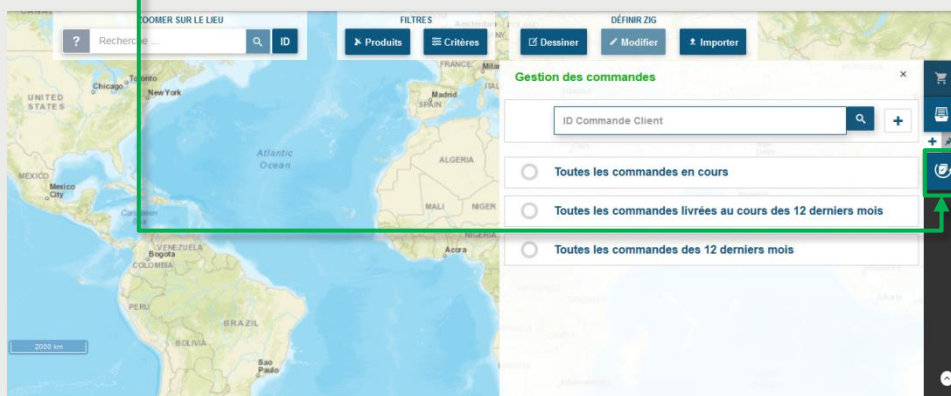 ZOOMER SUR LE LIEU
FILTRES
DÉFINIR ZIG
? Recherche ... ID
Produits
Critères
Dessiner
Modifier
Importer
Gestion des commandes ×
ID Commande Client +
Toutes les commandes en cours
Toutes les commandes livrées au cours des 12 derniers mois
Toutes les commandes des 12 derniers mois
UNITED
STATES
Chicago
Toronto
New York
FRANCE
Milan
Madrid
SPAIN
Atlantic
Ocean
ALGERIA
MEXICO
Mexico
City
MALI
NIGER
Caribbean
NIGERIA
Accra
VENEZUELA
Bogota
COLOMBIA
PERU
BRAZIL
BOLIVIA
Sao
Paulo
2000 km